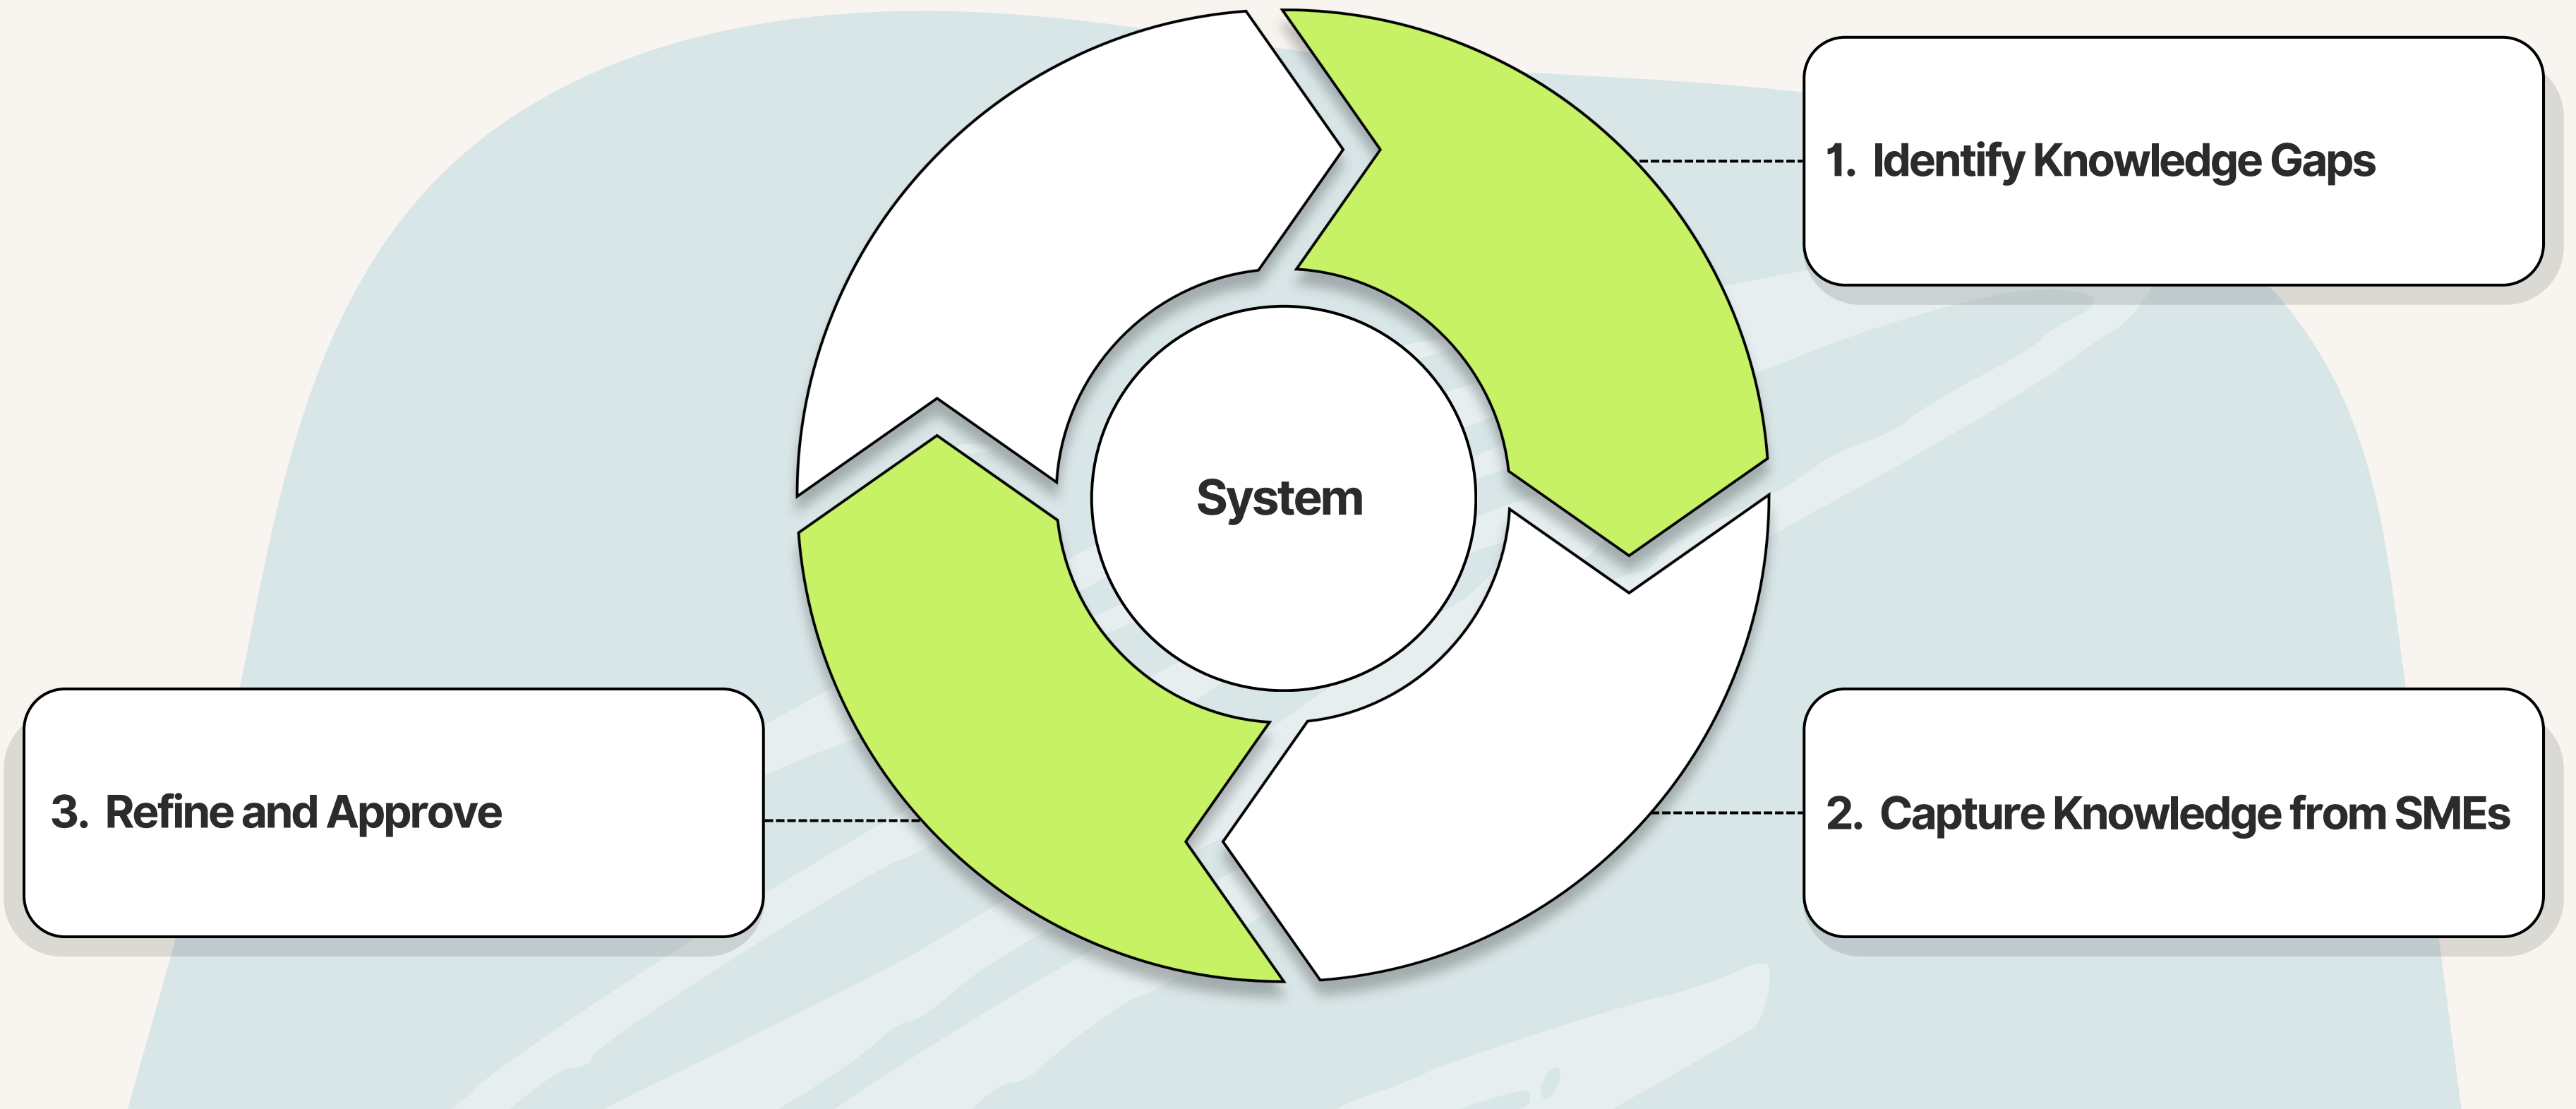 1. Identify Knowledge Gaps
System
3. Refine and Approve
2. Capture Knowledge from SMEs